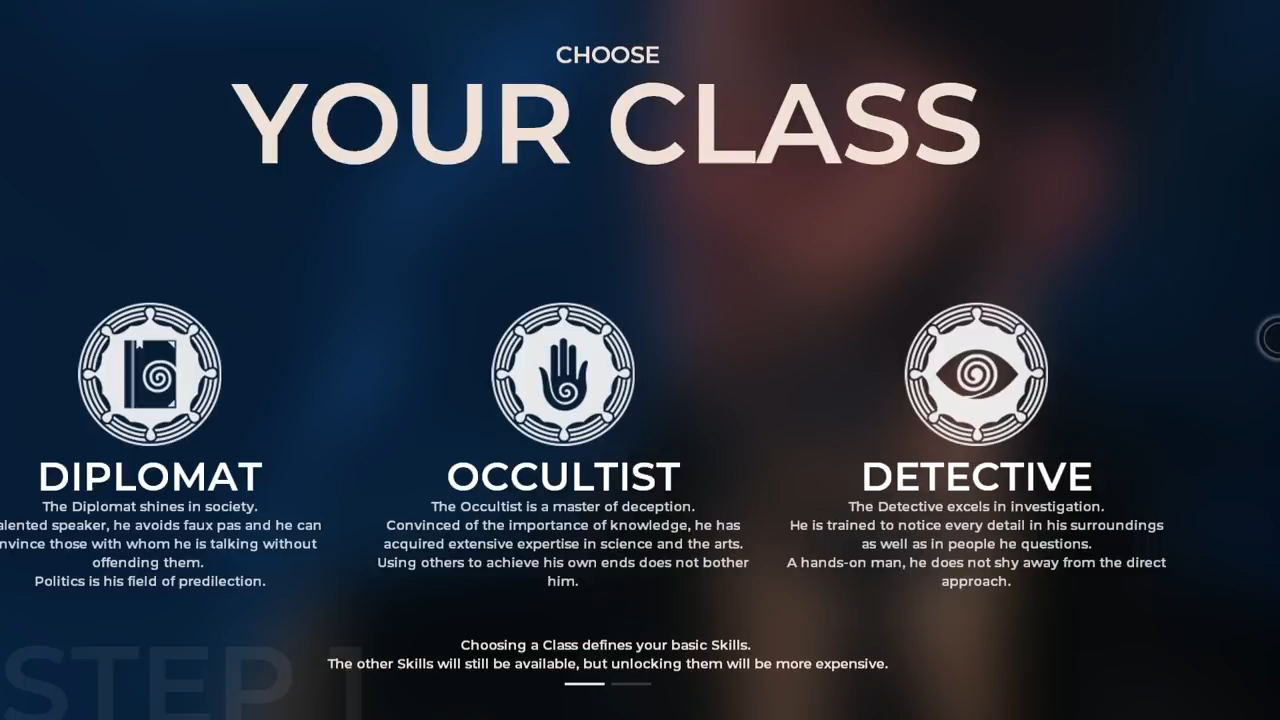 CHOOSE
YOUR CLASS
DIPLOMAT
The Diplomat shines in society.
speaker, he avoids faux pas and he can
those with whom he is talking without
offending them.
Politics is his field of predilection.
OCCULTIST
The Occultist is a master of deception.
Convinced of the importance of knowledge, he has
acquired extensive expertise in science and the arts.
Using others to achieve his own ends does not bother
him.
DETECTIVE
The Detective excels in investigation.
He is trained to notice every detail in his surroundings
as well as in people he questions.
A hands-on man, he does not shy away from the direct
approach.
Choosing a Class defines your basic Skills.
The other Skills will still be available, but unlocking them will be more expensive.
STEP 1